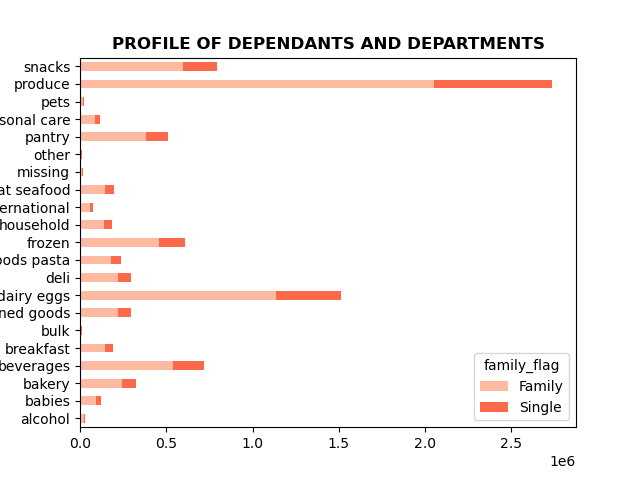 PROFILE OF DEPENDANTS AND DEPARTMENTS
snacks
produce
pets
sonal care
pantry
other
missing
at seafood
ernational
household
frozen
oods pasta
deli
dairy eggs
ned goods
bulk
breakfast
beverages
bakery
babies
alcohol
family_flag
Family
Single
0.0 0.5 1.0 1.5 2.0 2.5
1e6